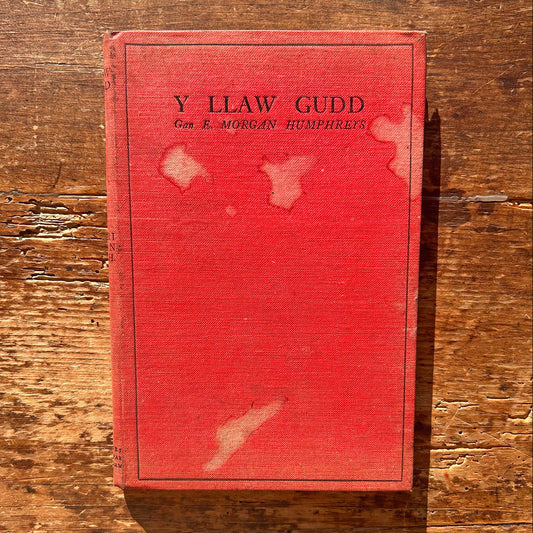 Y LLAW GUDD
Gan E. MORGAN HUMPHREYS